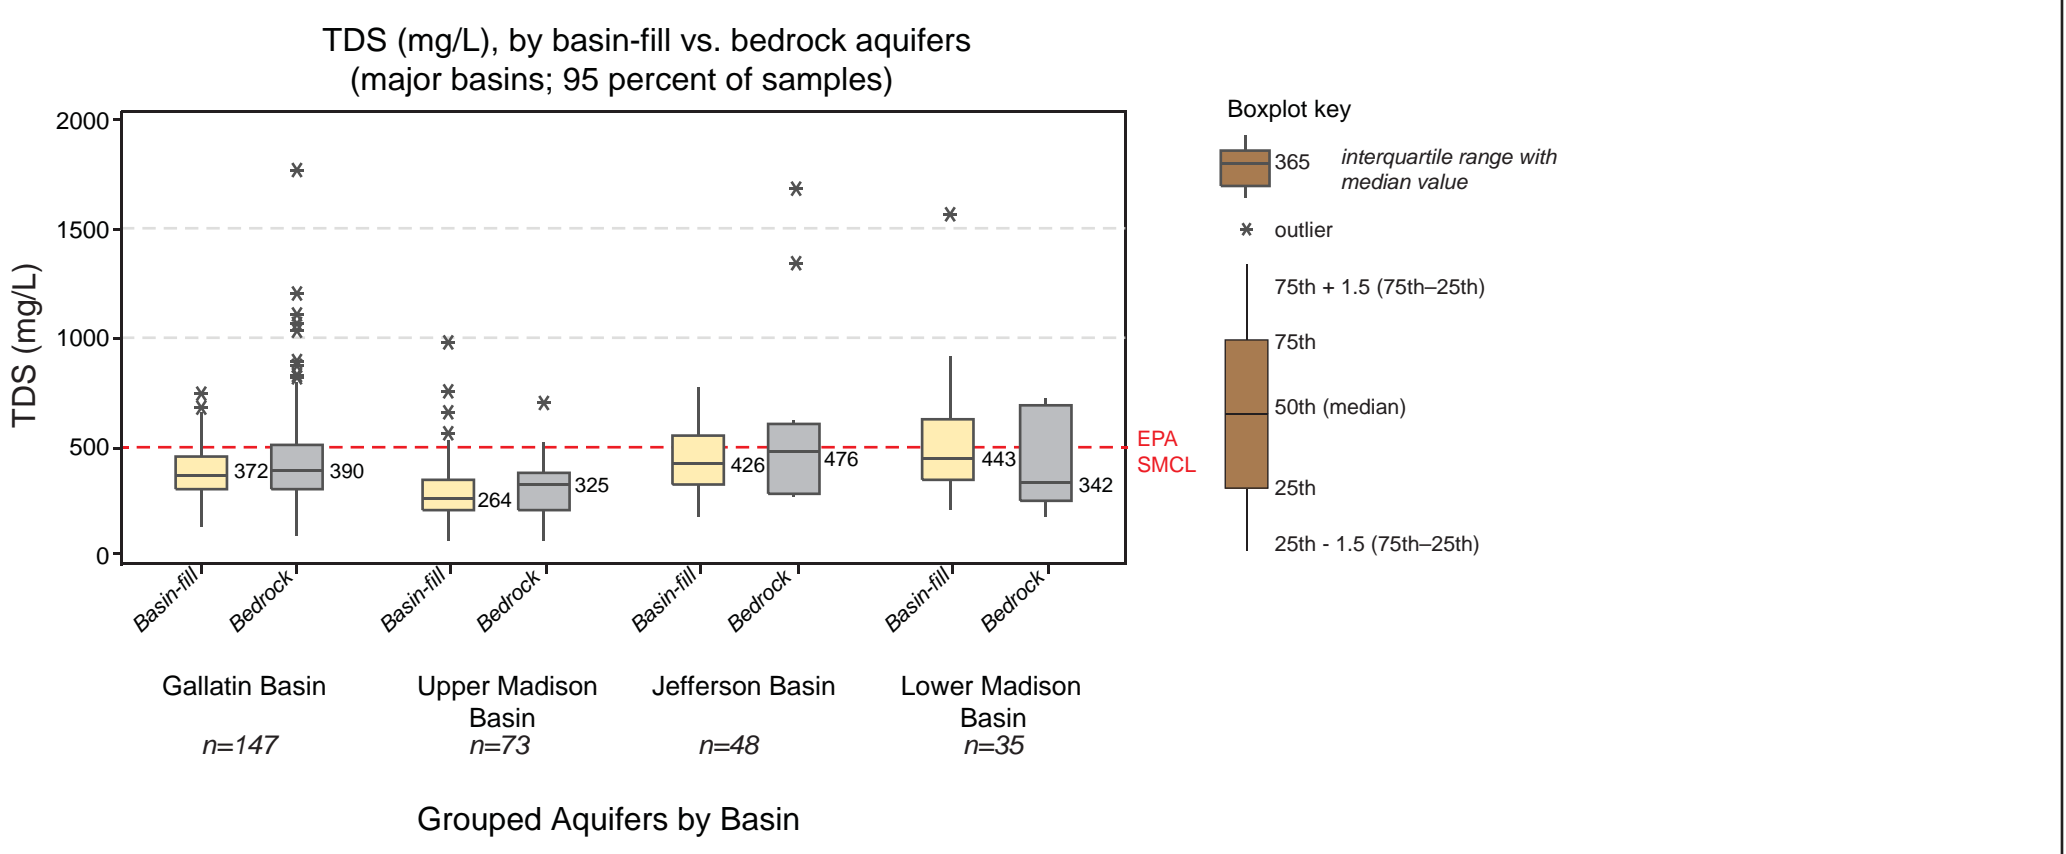 TDS (mg/L), by basin-fill vs. bedrock aquifers
(major basins; 95 percent of samples)
TDS (mg/L)
2000
1500
1000
500
0
372
390
264
325
426
476
443
342
EPA
SMCL
Basin-fill
Bedrock
Basin-fill
Bedrock
Basin-fill
Bedrock
Basin-fill
Bedrock
Gallatin Basin
n=147
Upper Madison
Basin
n=73
Jefferson Basin
n=48
Lower Madison
Basin
n=35
Grouped Aquifers by Basin
Boxplot key
365
interquartile range with
median value
outlier
75th + 1.5 (75th–25th)
75th
50th (median)
25th
25th - 1.5 (75th–25th)